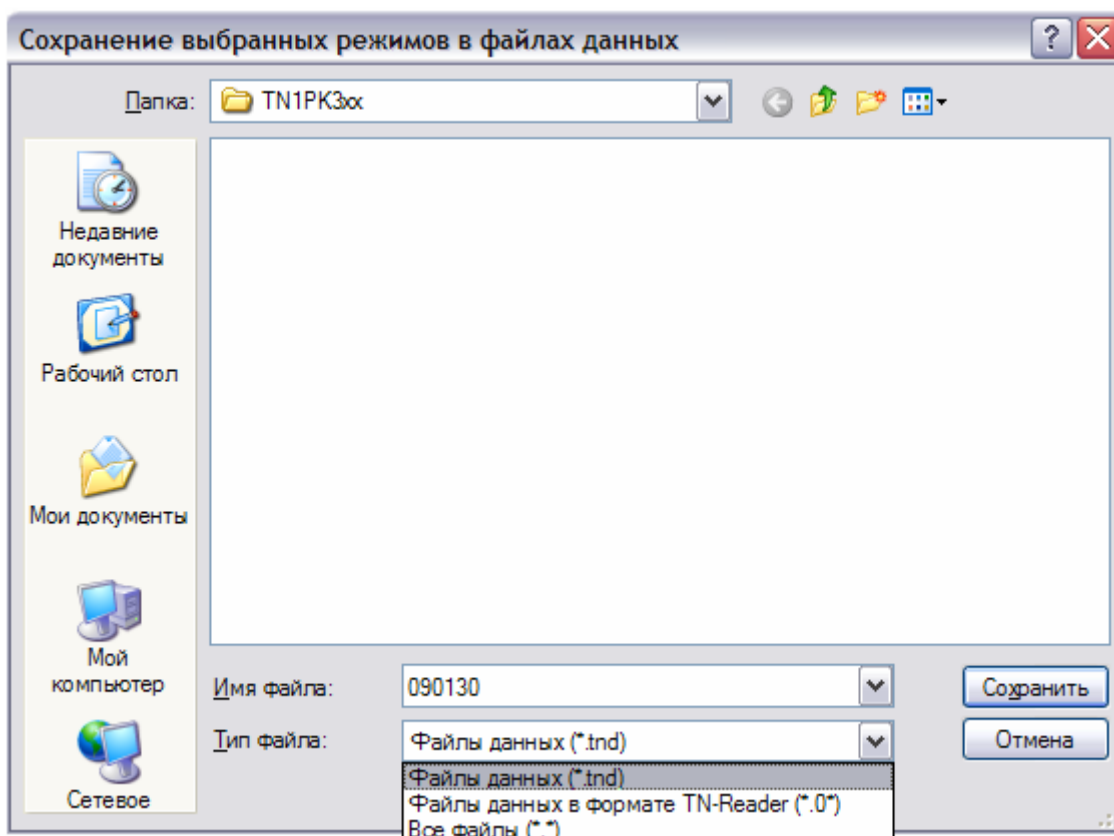 Сохранение выбранных режимов в файлах данных
Папка: TN1PK3xx
Недавние
документы
Рабочий стол
Мои документы
Мой
компьютер
Сетевое
Имя файла: 090130 Сохранить
Тип файла: Файлы данных (*.tnd) Отмена
Файлы данных (*.tnd)
Файлы данных в формате TN-Reader (*.0*)
Все файлы (*.*)